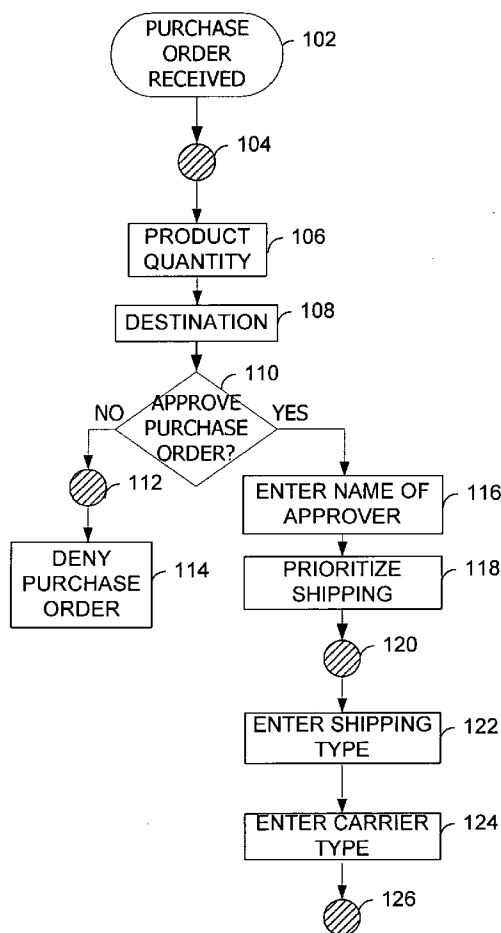 PURCHASE
ORDER
RECEIVED
102
104
PRODUCT
QUANTITY
106
DESTINATION
108
110
NO
APPROVE
PURCHASE
ORDER?
YES
112
DENY
PURCHASE
ORDER
114
ENTER NAME OF
APPROVER
116
PRIORITIZE
SHIPPING
118
120
ENTER SHIPPING
TYPE
122
ENTER CARRIER
TYPE
124
126